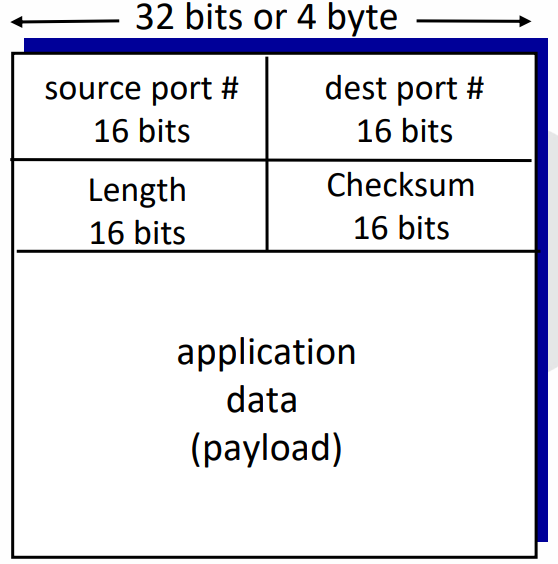 32 bits or 4 byte
source port #
16 bits
dest port #
16 bits
Length
16 bits
Checksum
16 bits
application
data
(payload)